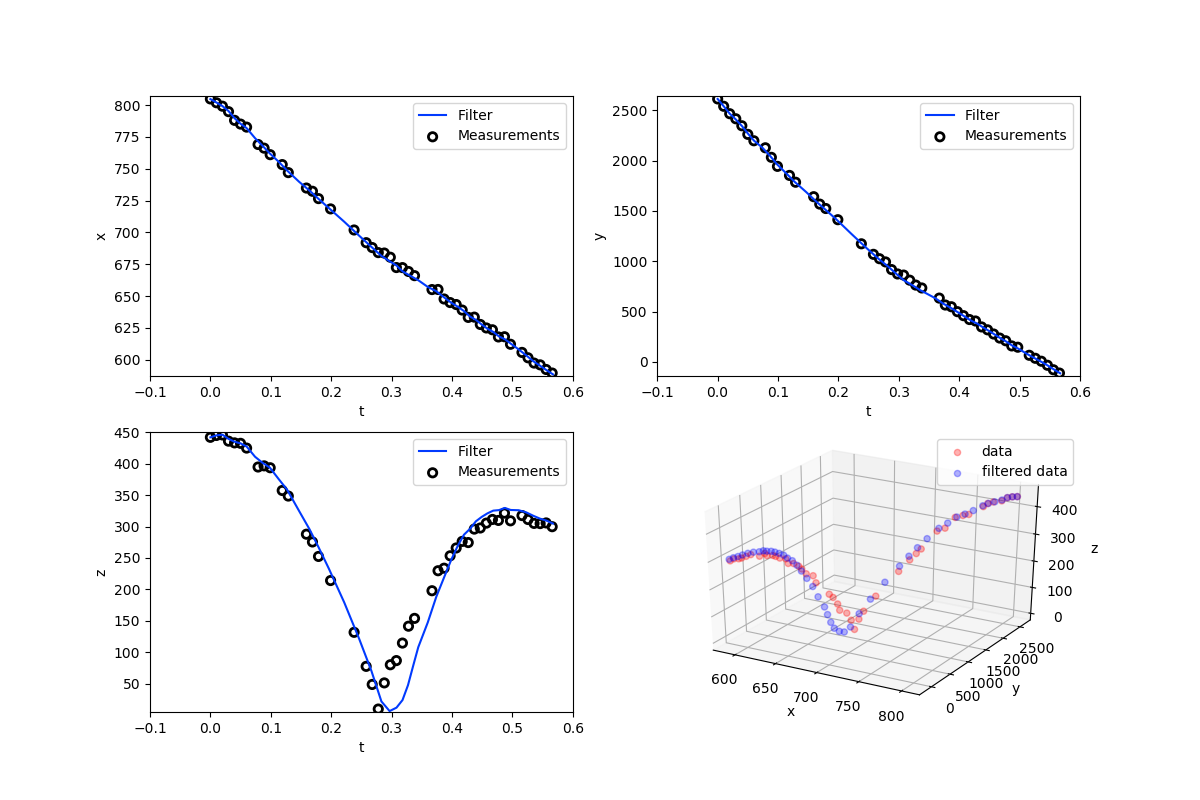 800
775
750
725
700
675
650
625
600
x
−0.1 0.0 0.1 0.2 0.3 0.4 0.5 0.6
t
Filter
Measurements
2500
2000
1500
1000
500
0
y
−0.1 0.0 0.1 0.2 0.3 0.4 0.5 0.6
t
Filter
Measurements
450
400
350
300
250
200
150
100
50
z
−0.1 0.0 0.1 0.2 0.3 0.4 0.5 0.6
t
Filter
Measurements
data
filtered data
400
300
200
100
0
z
600 650 700 750 800
x
0 500 1000 1500 2000 2500
y